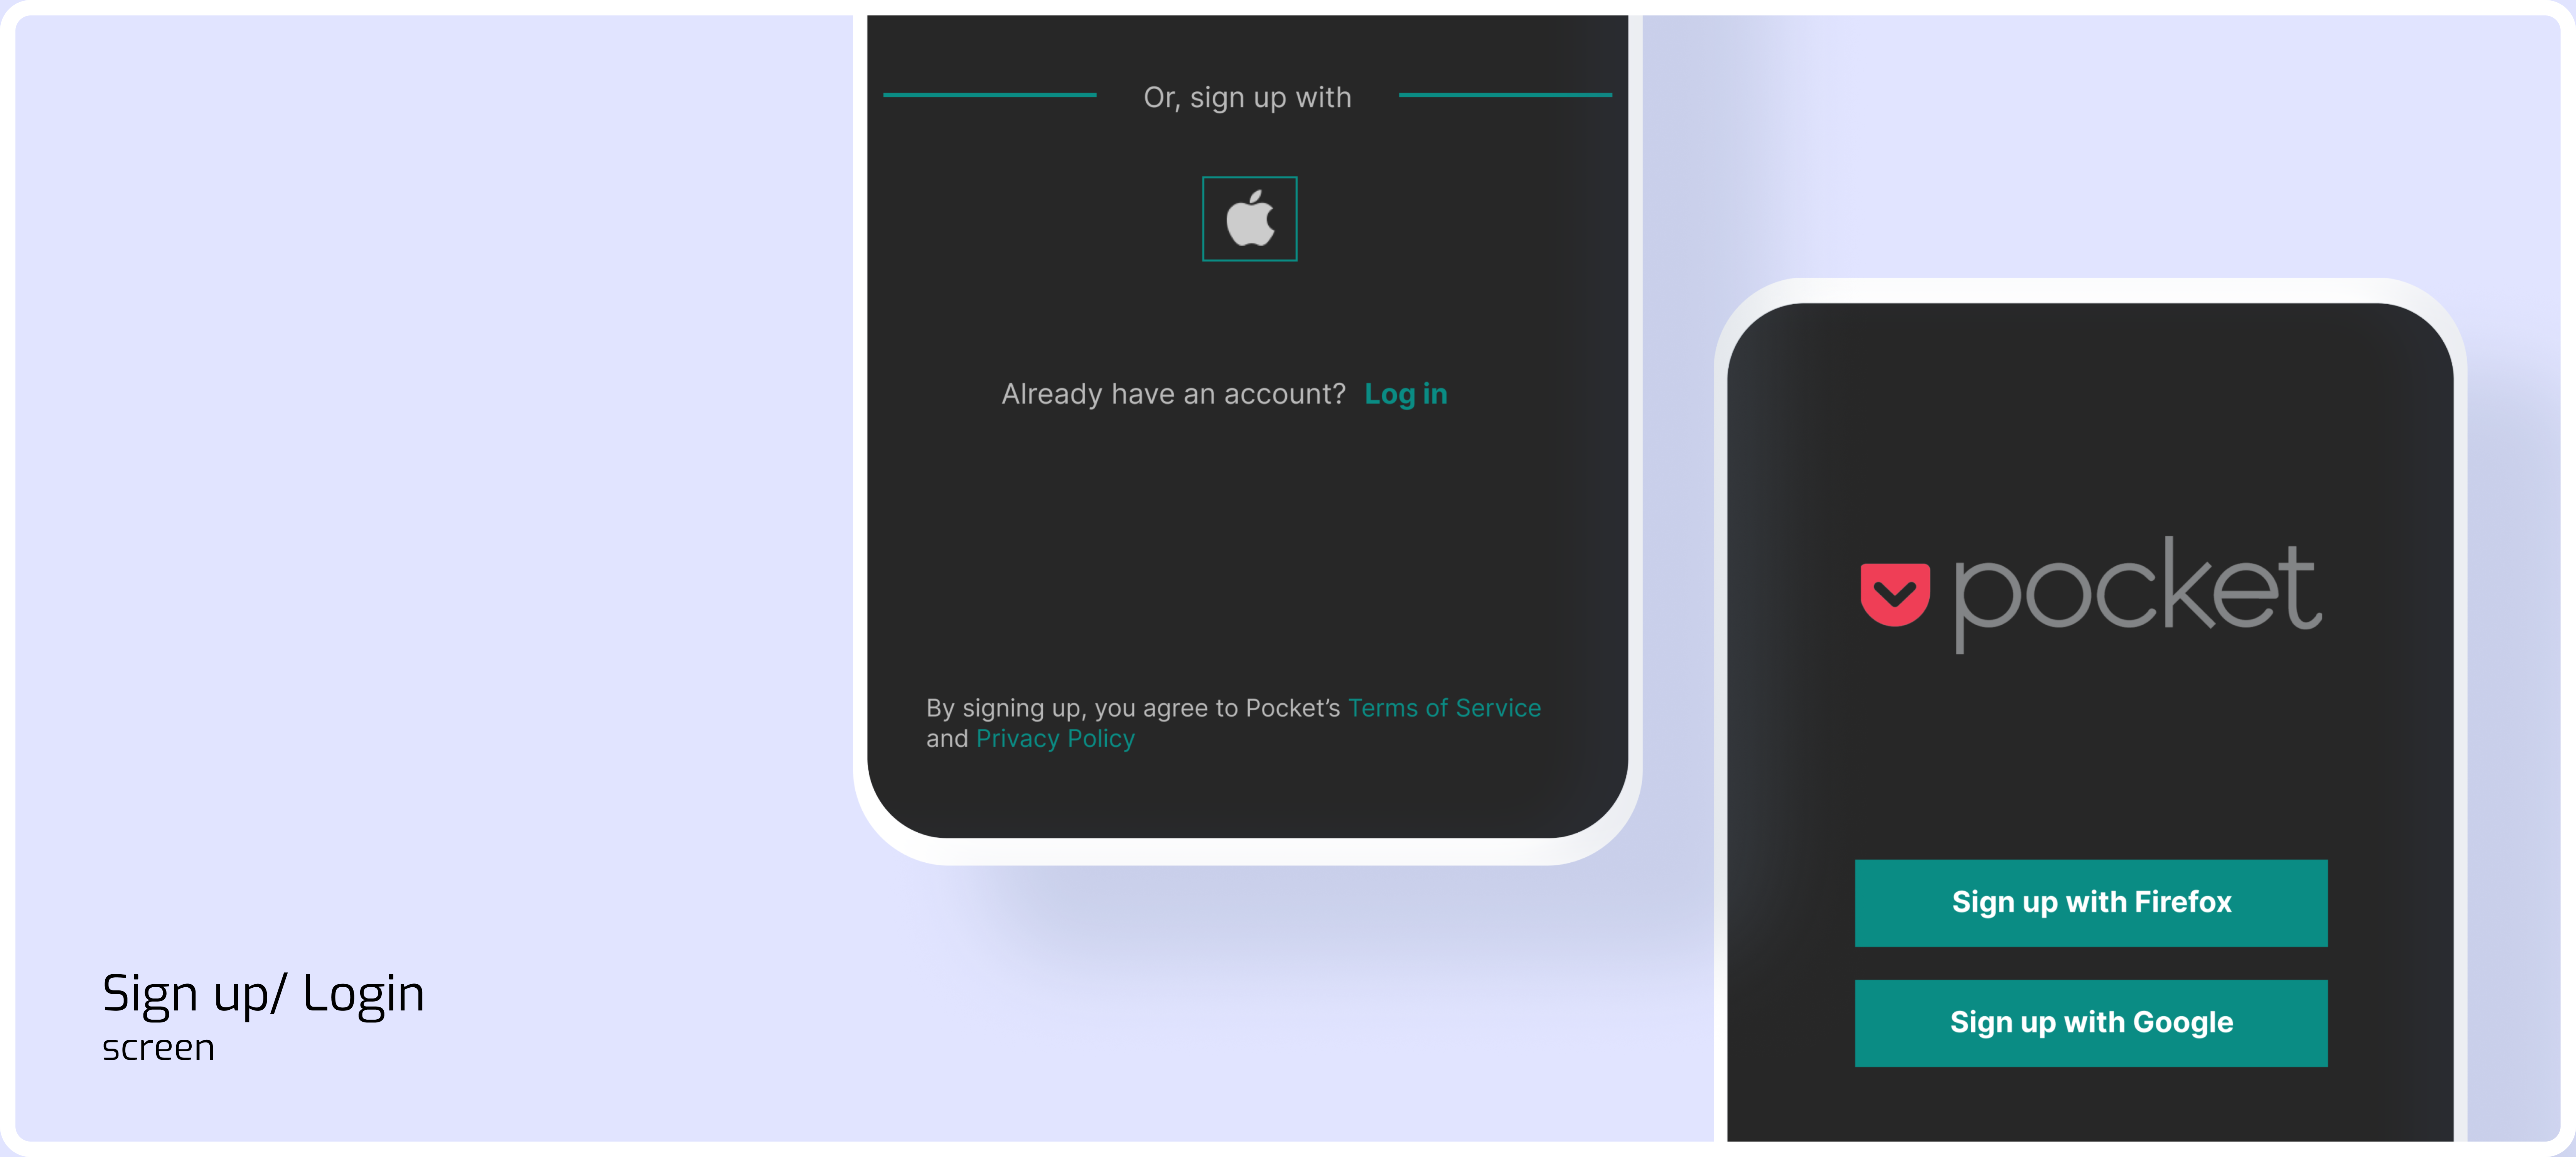 Or, sign up with
Already have an account? Log in
By signing up, you agree to Pocket’s Terms of Service
and Privacy Policy
pocket
Sign up with Firefox
Sign up with Google
Sign up/ Login
screen